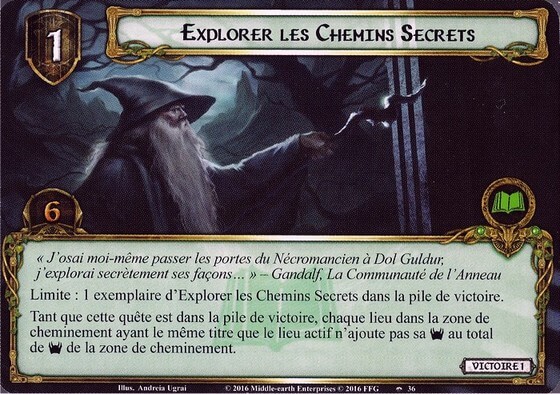 1
EXPLORER LES CHEMINS SECRETS
6
« J'osai moi-même passer les portes du Nécromancien à Dol Guldur,
j'explorai secrètement ses façons... » – Gandalf, La Communauté de l'Anneau
Limite : 1 exemplaire d'Explorer les Chemins Secrets dans la pile de victoire.
Tant que cette quête est dans la pile de victoire, chaque lieu dans la zone de
cheminement ayant le même titre que le lieu actif n'ajoute pas sa au total
de de la zone de cheminement.
VICTOIRE 1
Illus. Andreia Ugrai © 2016 Middle-earth Enterprises © 2016 FFG 36